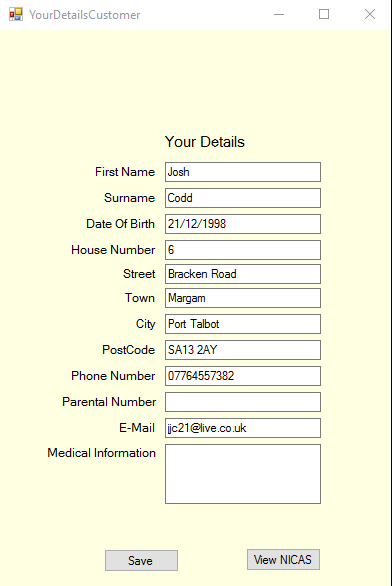 YourDetailsCustomer
Your Details
First Name Josh
Surname Codd
Date Of Birth 21/12/1998
House Number 6
Street Bracken Road
Town Margam
City Port Talbot
PostCode SA13 2AY
Phone Number 07764557382
Parental Number
E-Mail jjc21@live.co.uk
Medical Information
Save View NICAS